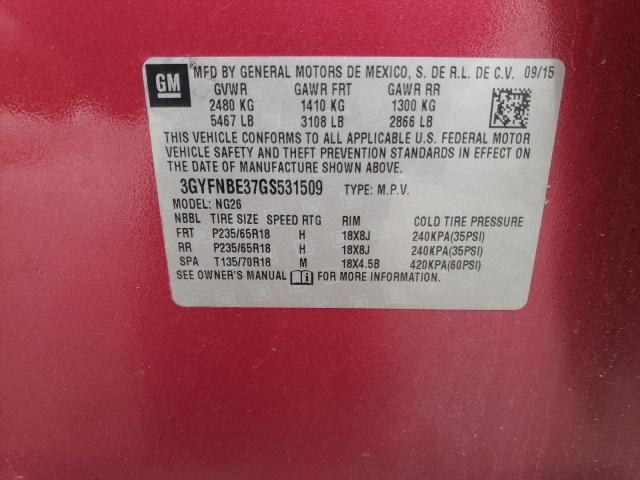 GM
MFD BY GENERAL MOTORS DE MEXICO, S. DE R.L. DE C.V. 09/15
GVWR GAWR FRT GAWR RR
2480 KG 1410 KG 1300 KG
5467 LB 3108 LB 2866 LB
THIS VEHICLE CONFORMS TO ALL APPLICABLE U.S. FEDERAL MOTOR
VEHICLE SAFETY AND THEFT PREVENTION STANDARDS IN EFFECT ON
THE DATE OF MANUFACTURE SHOWN ABOVE.
3GYFNBE37GS531509 TYPE: M.P.V.
MODEL: NG26
NBBL TIRE SIZE SPEED RTG RIM COLD TIRE PRESSURE
FRT P235/65R18 H 18X8J 240KPA(35PSI)
RR P235/65R18 H 18X8J 240KPA(35PSI)
SPA T135/70R18 M 18X4.5B 420KPA(60PSI)
SEE OWNER'S MANUAL FOR MORE INFORMATION.